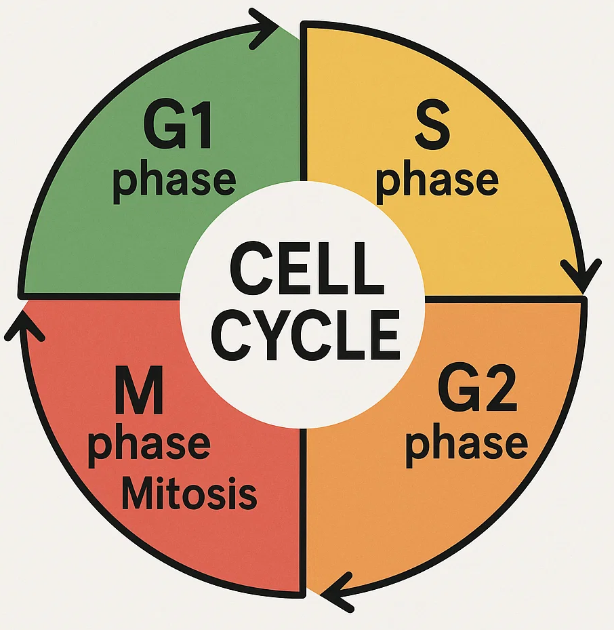 G1
phase
S
phase
CELL
CYCLE
M
phase
Mitosis
G2
phase